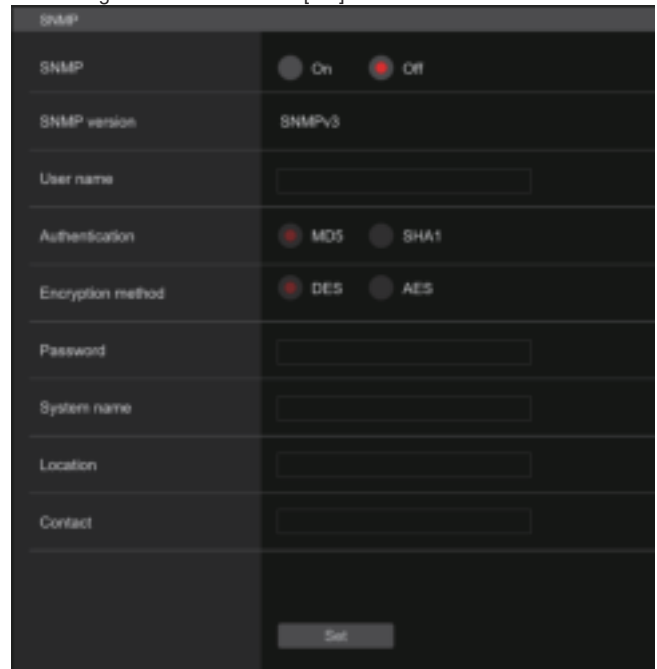 SNMP
SNMP On Off
SNMP version SNMPv3
User name
Authentication MD5 SHA1
Encryption method DES AES
Password
System name
Location
Contact
Set